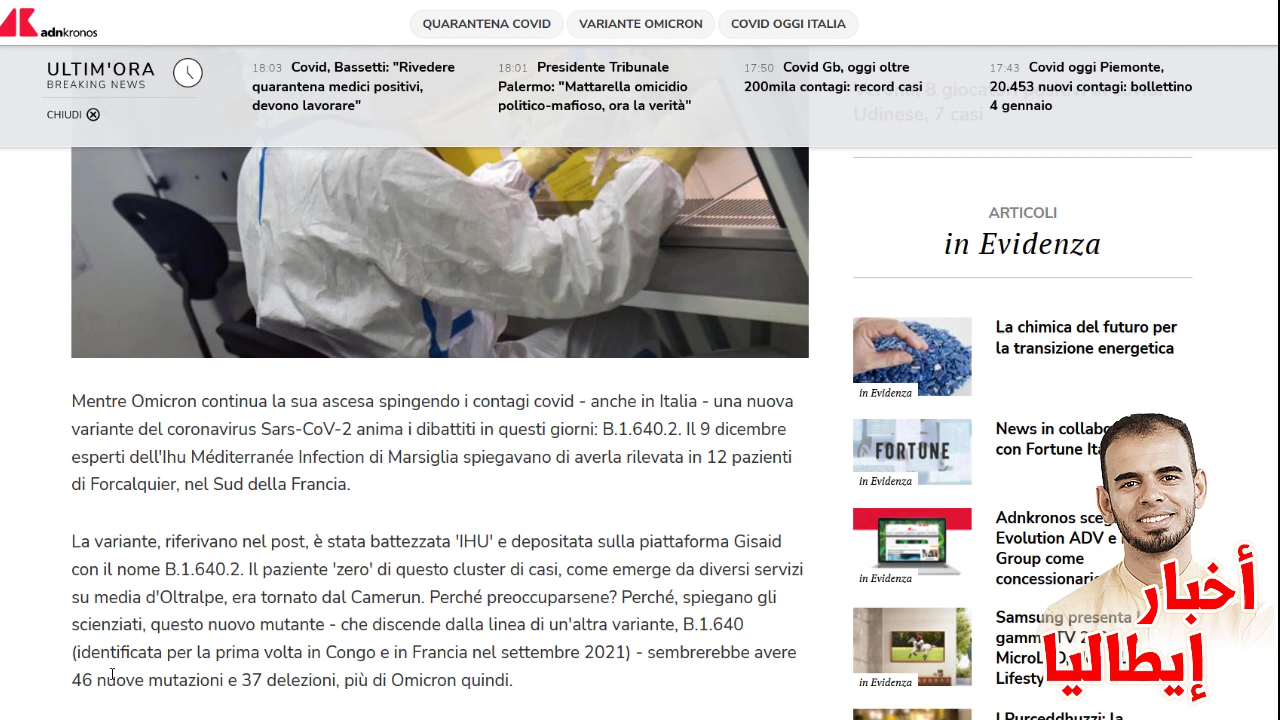 adnkronos
QUARANTENA COVID
VARIANTE OMICRON
COVID OGGI ITALIA
ULTIM'ORA
BREAKING NEWS
CHIUDI
18:03 Covid, Bassetti: "Rivedere
quarantena medici positivi,
devono lavorare"
18:01 Presidente Tribunale
Palermo: "Mattarella omicidio
politico-mafioso, ora la verità"
17:50 Covid Gb, oggi oltre
200mila contagi: record casi
17:43 Covid oggi Piemonte,
20.453 nuovi contagi: bollettino
4 gennaio
Udinese, 7 casi
Mentre Omicron continua la sua ascesa spingendo i contagi covid - anche in Italia - una nuova
variante del coronavirus Sars-CoV-2 anima i dibattiti in questi giorni: B.1.640.2. Il 9 dicembre
esperti dell'Ihu Méditerranée Infection di Marsiglia spiegavano di averla rilevata in 12 pazienti
di Forcalquier, nel Sud della Francia.
La variante, riferivano nel post, è stata battezzata 'IHU' e depositata sulla piattaforma Gisaid
con il nome B.1.640.2. Il paziente 'zero' di questo cluster di casi, come emerge da diversi servizi
su media d'Oltralpe, era tornato dal Camerun. Perché preoccuparsene? Perché, spiegano gli
scienziati, questo nuovo mutante - che discende dalla linea di un'altra variante, B.1.640
(identificata per la prima volta in Congo e in Francia nel settembre 2021) - sembrerebbe avere
46 nuove mutazioni e 37 delezioni, più di Omicron quindi.
ARTICOLI
in Evidenza
La chimica del futuro per
la transizione energetica
in Evidenza
News in
con Fortune
FORTUNE
in Evidenza
Adnkronos
Evolution ADV e
Group come
in Evidenza
Samsung presenta
TV
in Evidenza
I Purceddhuzzi: la
أخبار
إيطاليا